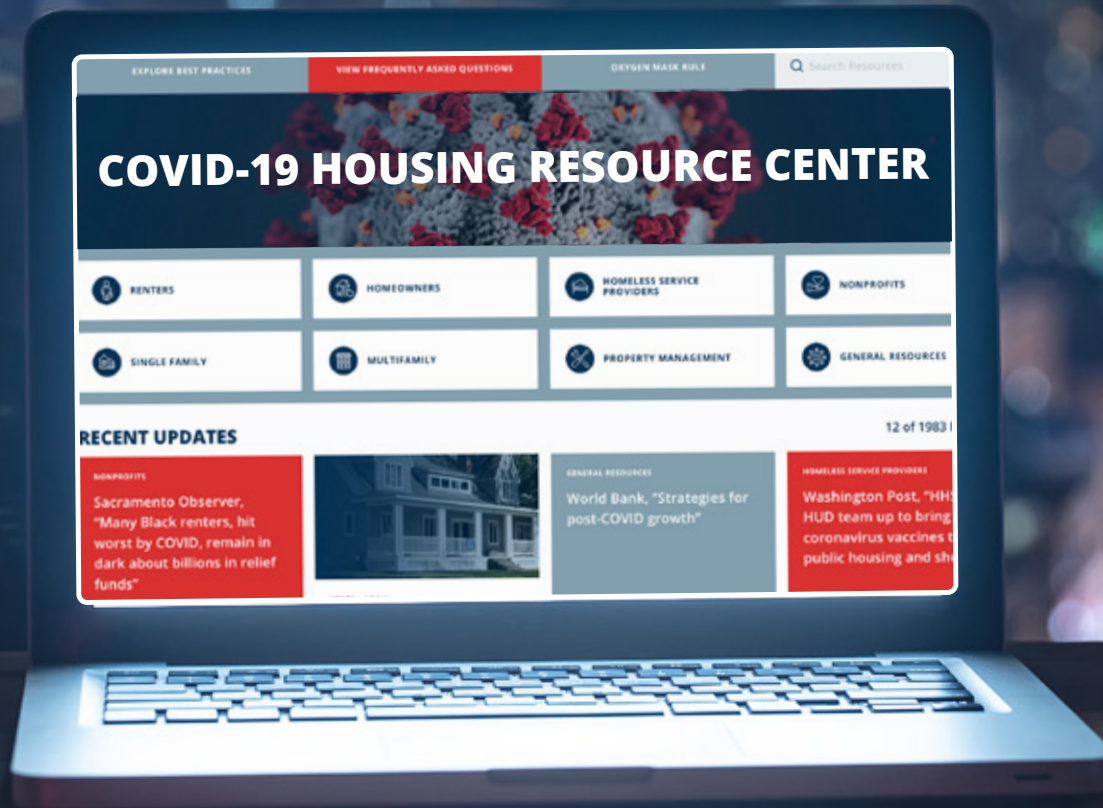 EXPLORE BEST PRACTICES
VIEW FREQUENTLY ASKED QUESTIONS
OXYGEN MASK RULE
Search Resources
COVID-19 HOUSING RESOURCE CENTER
RENTERS
HOMEOWNERS
HOMELESS SERVICE
PROVIDERS
NONPROFITS
SINGLE FAMILY
MULTIFAMILY
PROPERTY MANAGEMENT
GENERAL RESOURCES
RECENT UPDATES
12 of 1983
NONPROFITS
Sacramento Observer,
"Many Black renters, hit
worst by COVID, remain in
dark about billions in relief
funds"
GENERAL RESOURCES
World Bank, "Strategies for
post-COVID growth"
HOMELESS SERVICE PROVIDERS
Washington Post, "HHS
HUD team up to bring
coronavirus vaccines t
public housing and she